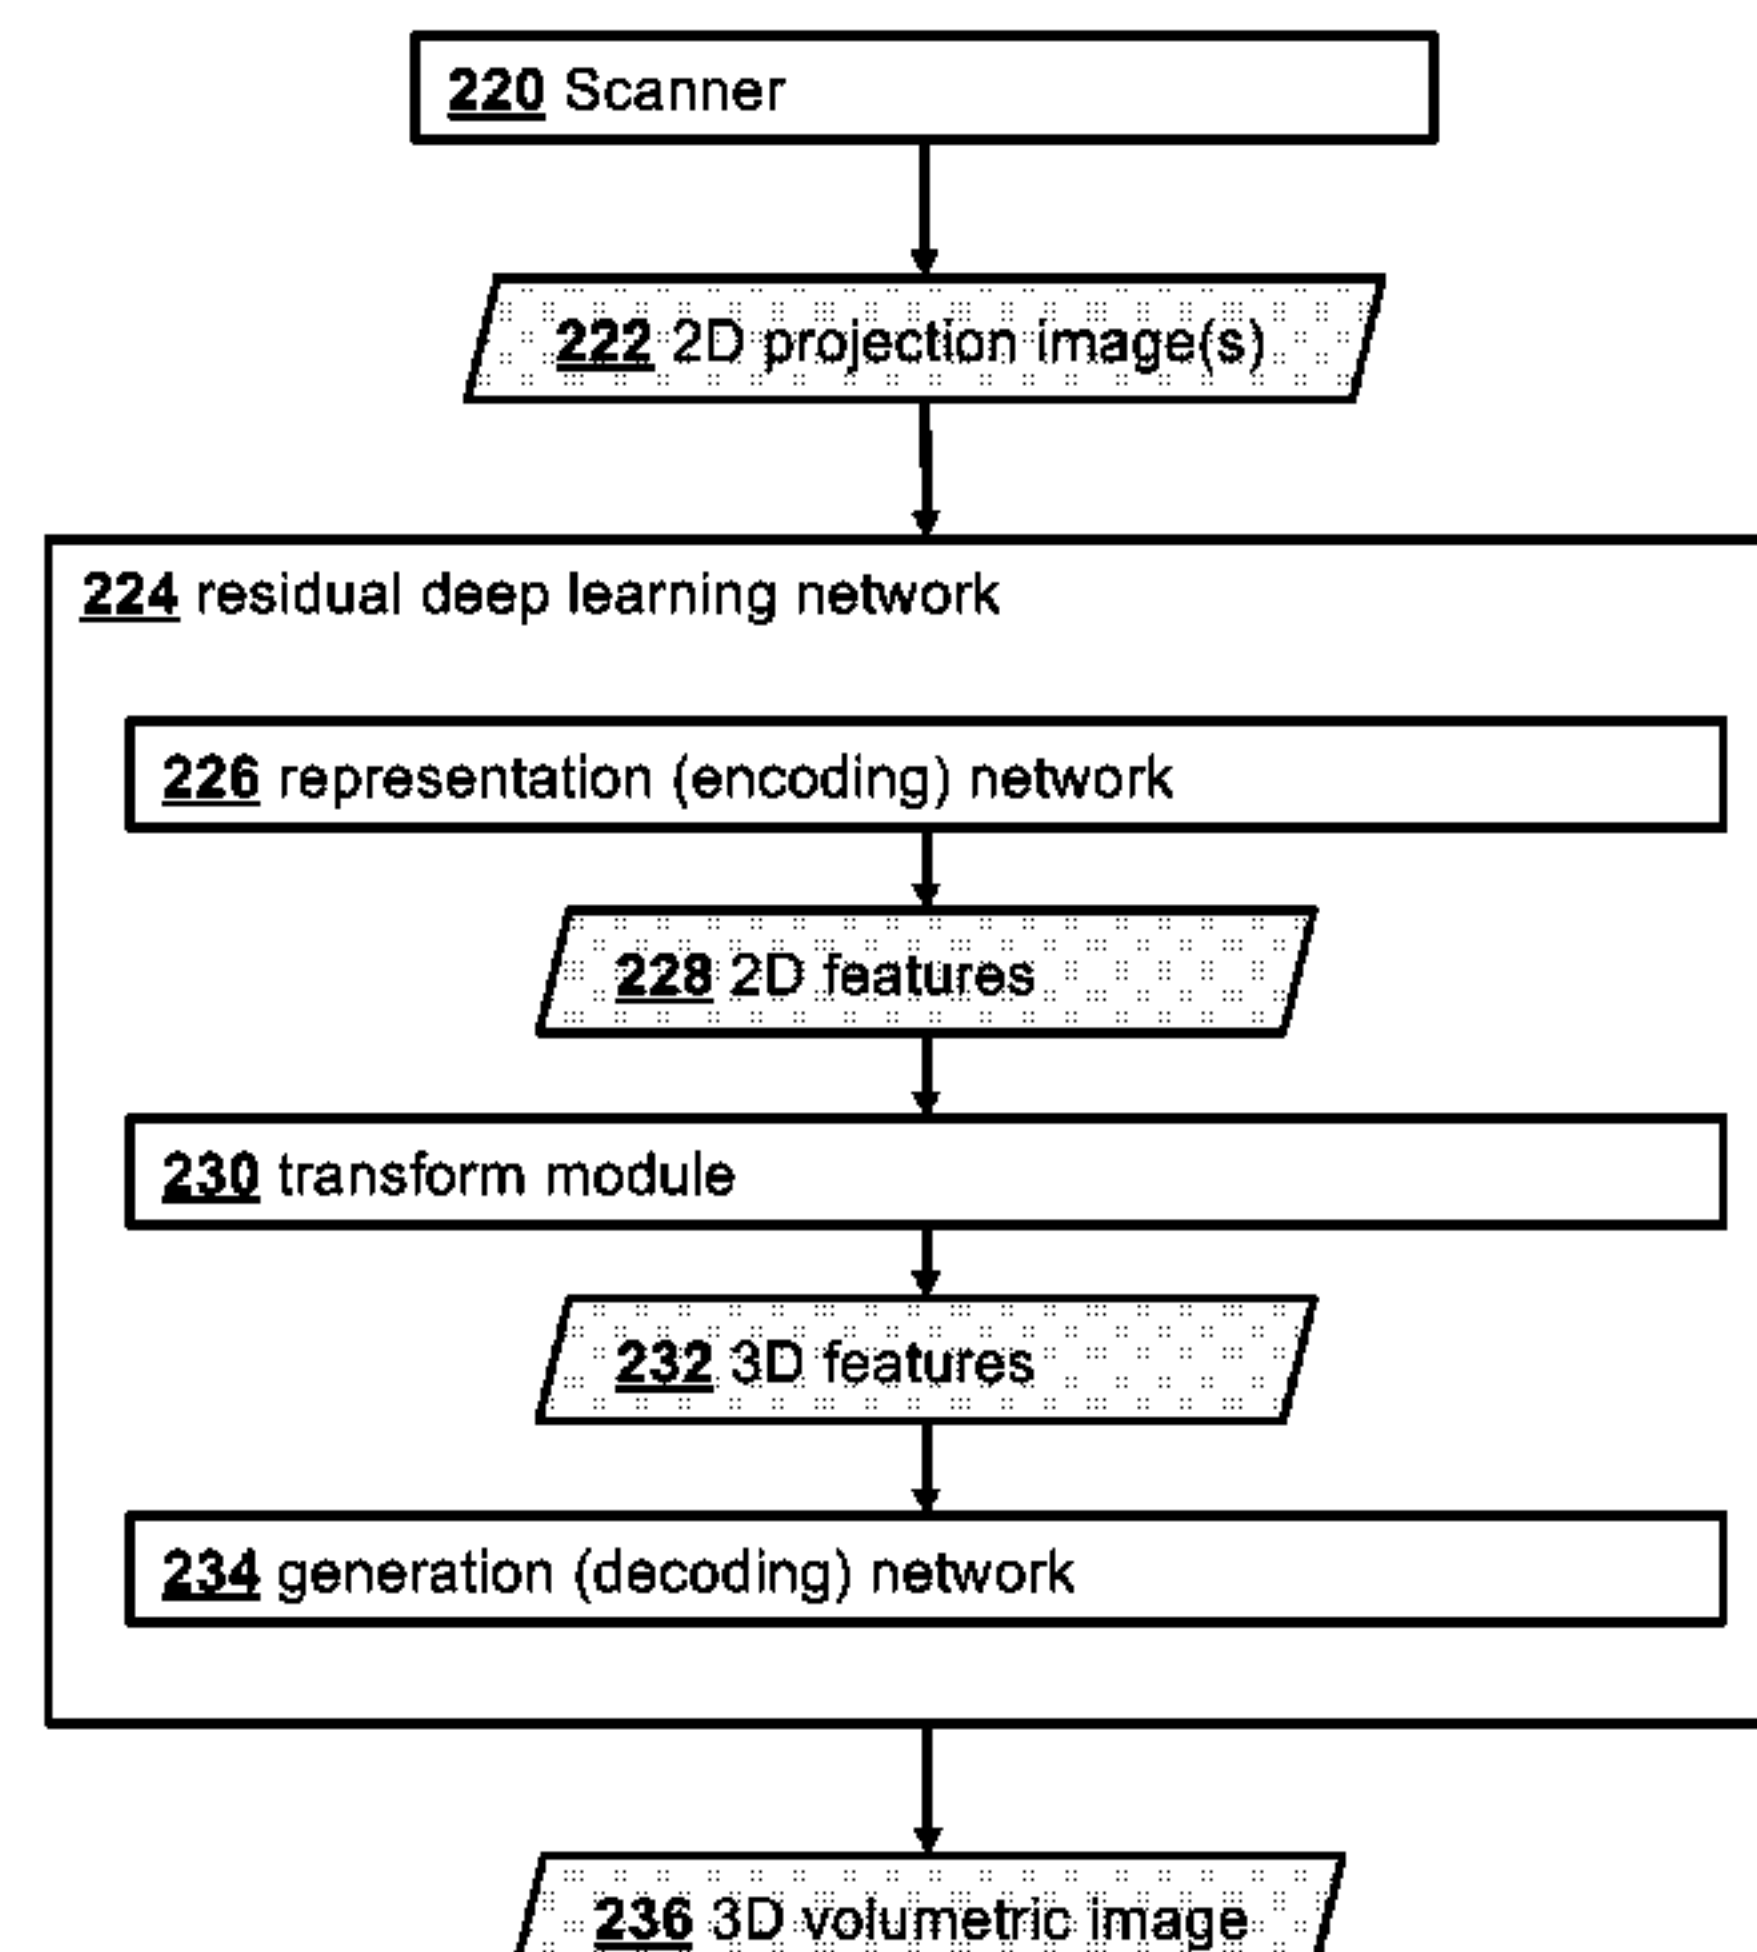 220 Scanner
222 2D projection image(s)
224 residual deep learning network
226 representation (encoding) network
228 2D features
230 transform module
232 3D features
234 generation (decoding) network
236 3D volumetric image